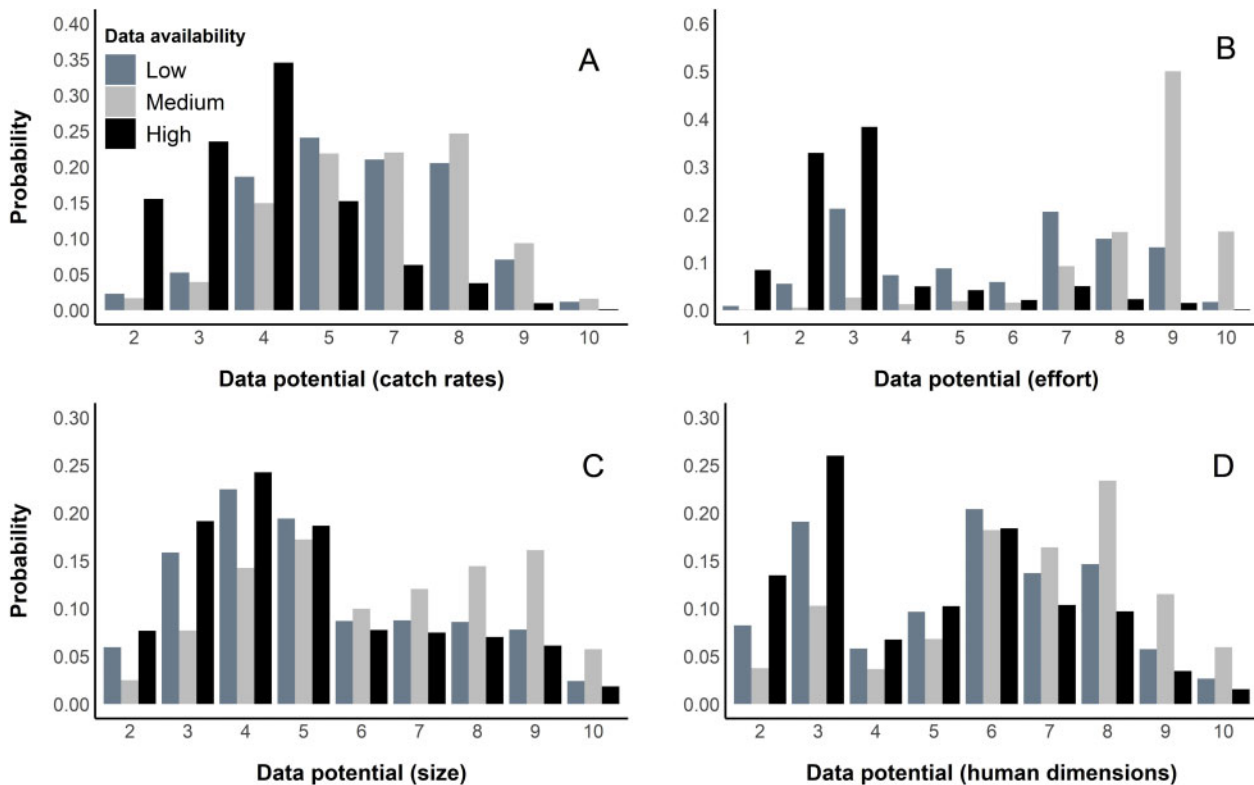 0.40
0.35
0.30
0.25
0.20
0.15
0.10
0.05
0.00
Probability
Data availability
Low
Medium
High
A
2 3 4 5 7 8 9 10
Data potential (catch rates)
0.6
0.5
0.4
0.3
0.2
0.1
0.0
B
1 2 3 4 5 6 7 8 9 10
Data potential (effort)
0.30
0.25
0.20
0.15
0.10
0.05
0.00
Probability
C
2 3 4 5 6 7 8 9 10
Data potential (size)
0.30
0.25
0.20
0.15
0.10
0.05
0.00
D
2 3 4 5 6 7 8 9 10
Data potential (human dimensions)